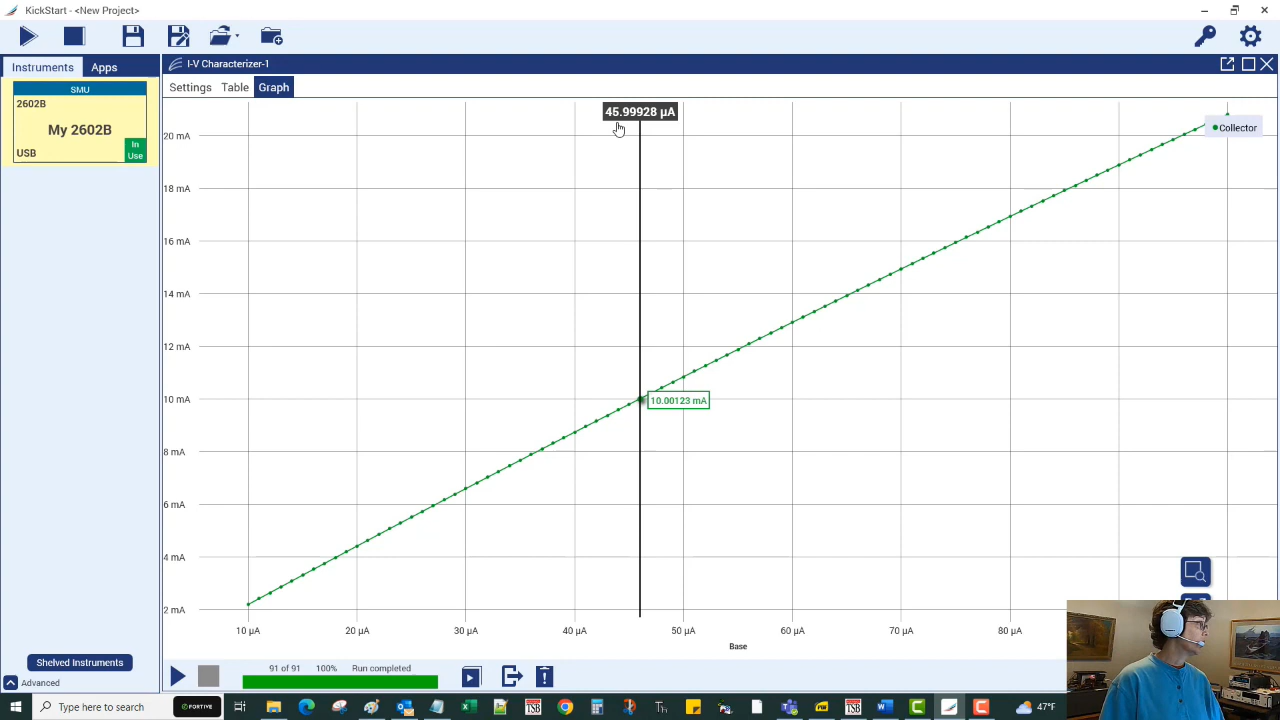 KickStart - <New Project>
Instruments
Apps
I-V Characterizer-1
Settings
Table
Graph
SMU
2602B
My 2602B
USB
In
Use
45.99928 µA
Collector
20 mA
18 mA
16 mA
14 mA
12 mA
10 mA
10.00123 mA
8 mA
6 mA
4 mA
2 mA
10 µA
20 µA
30 µA
40 µA
50 µA
60 µA
70 µA
80 µA
Base
Shelved Instruments
Advanced
91 of 91
100%
Run completed
Type here to search
FORTIVE
47°F